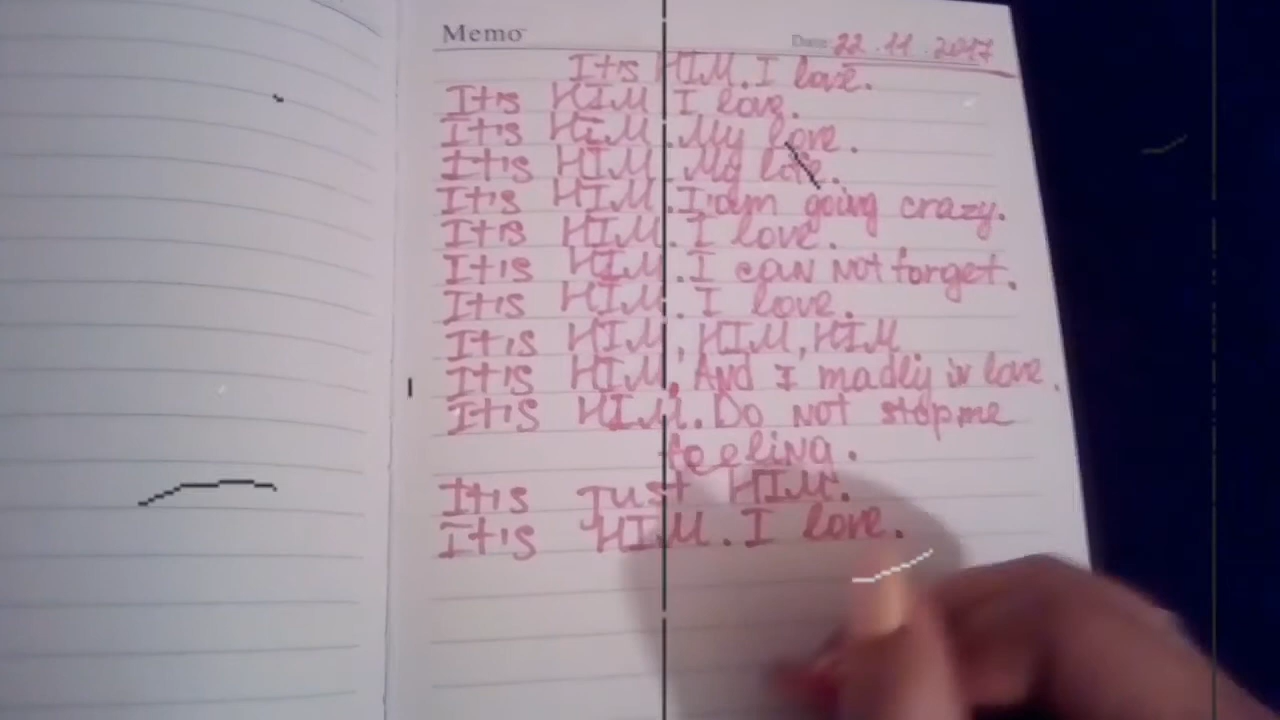 Memo
Date: 22.11.2017
It's HIM. I love.
It's HIM I love.
It's HIM. My love.
It's HIM. My love.
It's HIM. I am going crazy.
It's HIM. I love.
It's HIM. I can not forget.
It's HIM. I love.
It's HIM, HIM, HIM
It's HIM. And I madly in love.
It's HIM. Do not stop me
feeling.
It's just HIM.
It's HIM. I love.